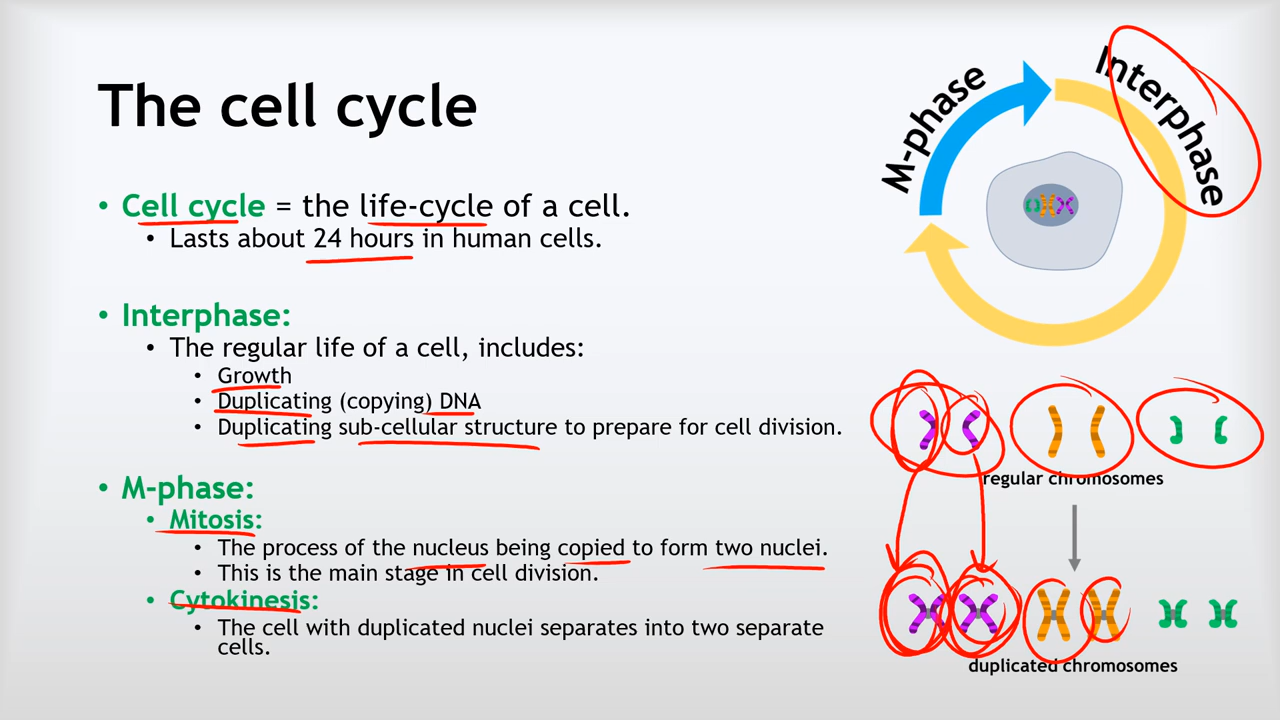 The cell cycle
• Cell cycle = the life-cycle of a cell.
• Lasts about 24 hours in human cells.
• Interphase:
• The regular life of a cell, includes:
• Growth
• Duplicating (copying) DNA
• Duplicating sub-cellular structure to prepare for cell division.
• M-phase:
• Mitosis:
• The process of the nucleus being copied to form two nuclei.
• This is the main stage in cell division.
• Cytokinesis:
• The cell with duplicated nuclei separates into two separate
cells.
M-phase
Interphase
regular chromosomes
duplicated chromosomes